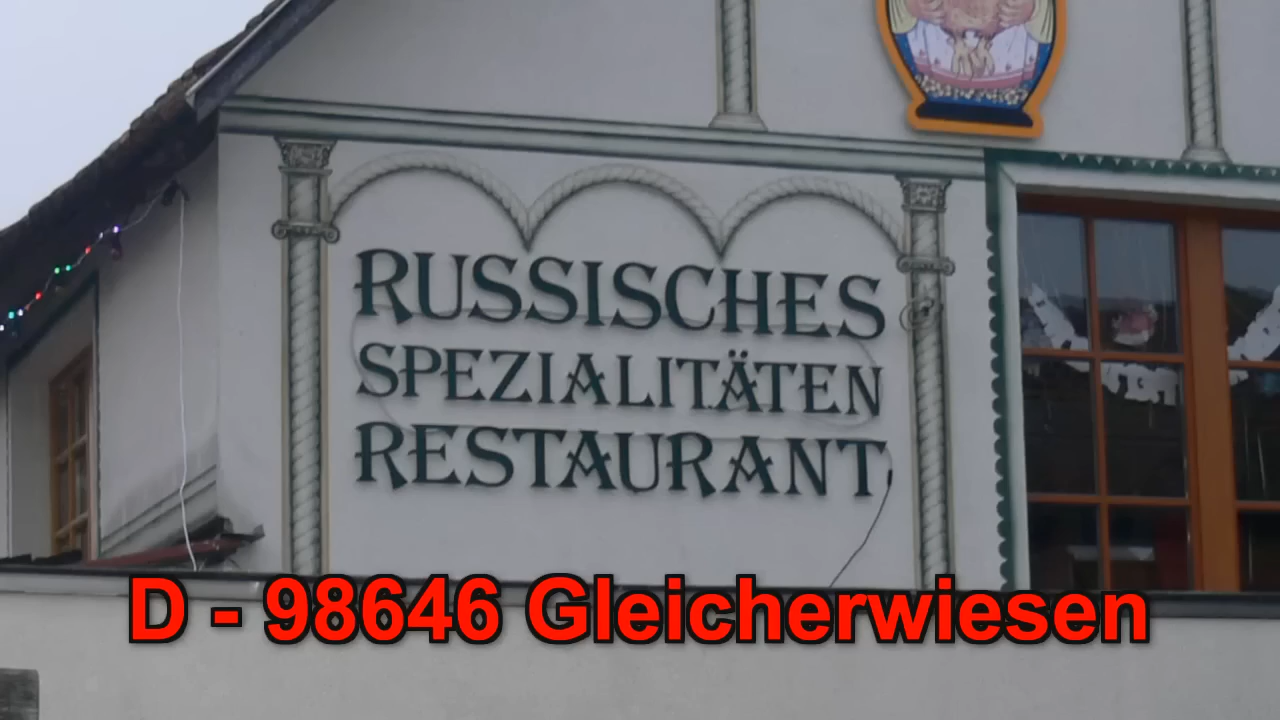 RUSSISCHES
SPEZIALITÄTEN
RESTAURANT
D - 98646 Gleicherwiesen